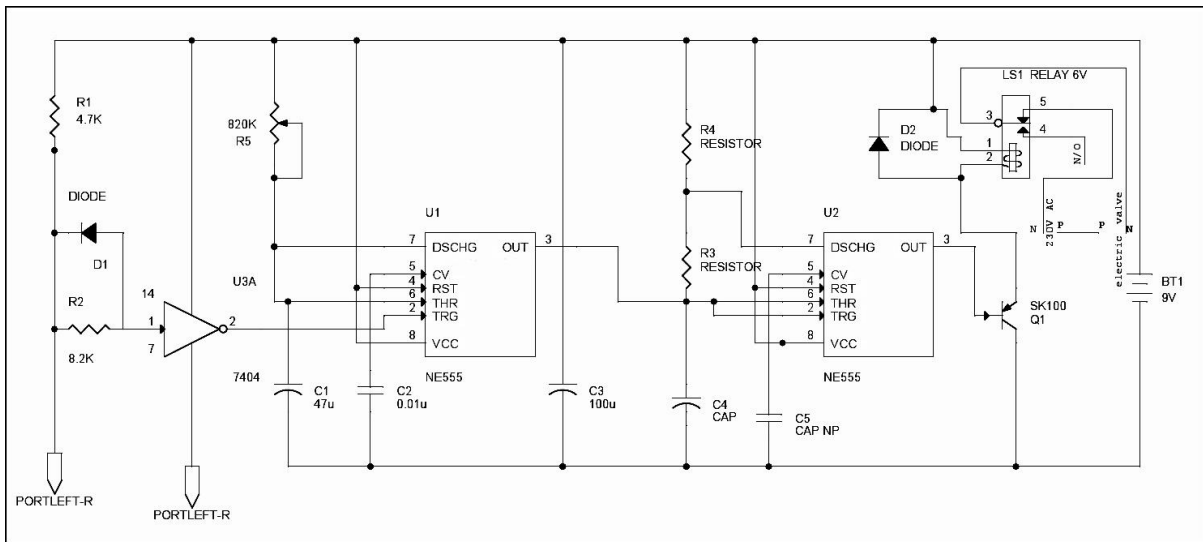 R1
4.7K
DIODE
D1
R2
8.2K
PORTLEFT-R
14
1
7
2
U3A
7404
PORTLEFT-R
820K
R5
C1
47u
C2
0.01u
U1
7
5
4
6
2
8
DSCHG
CV
RST
THR
TRG
VCC
OUT
3
NE555
C3
100u
R4
RESISTOR
R3
RESISTOR
C4
CAP
C5
CAP NP
U2
7
5
4
6
2
8
DSCHG
CV
RST
THR
TRG
VCC
OUT
3
NE555
D2
DIODE
LS1 RELAY 6V
3
5
4
1
2
N/O
N
230V AC
P
P
N
electric valve
SK100
Q1
BT1
9V